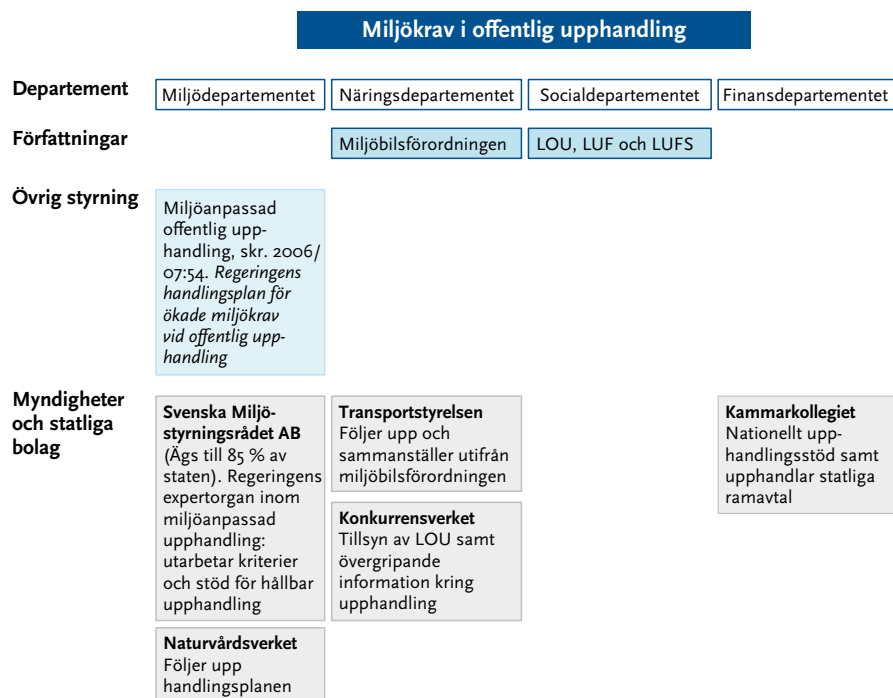 Miljökrav i offentlig upphandling
Departement
Miljödepartementet
Näringsdepartementet
Socialdepartementet
Finansdepartementet
Författningar
Miljöbilsförordningen
LOU, LUF och LUFS
Övrig styrning
Miljöanpassad
offentlig upp-
handling, skr. 2006/
07:54. Regeringens
handlingsplan för
ökade miljökrav
vid offentlig upp-
handling
Myndigheter
och statliga
bolag
Svenska Miljö-
styrningsrådet AB
(Ägs till 85 % av
staten). Regeringens
expertorgan inom
miljöanpassad
upphandling:
utarbetar kriterier
och stöd för hållbar
upphandling
Naturvårdsverket
Följer upp
handlingsplanen
Transportstyrelsen
Följer upp och
sammanställer utifrån
miljöbilsförordningen
Konkurrensverket
Tillsyn av LOU samt
övergripande
information kring
upphandling
Kammarkollegiet
Nationellt upp-
handlingsstöd samt
upphandlar statliga
ramavtal